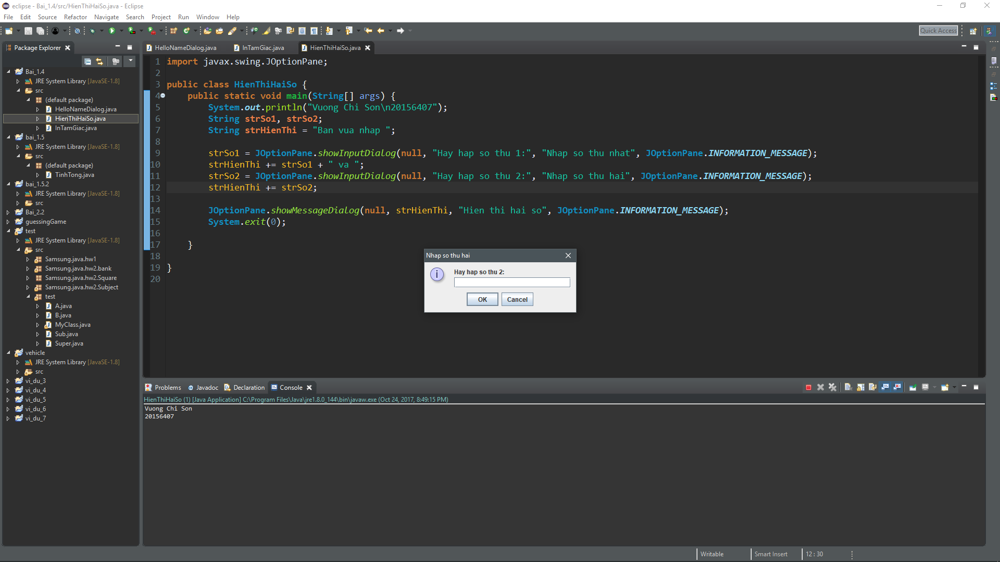 eclipse - Bai_1.4/src/HienThiHaiSo.java - Eclipse
File Edit Source Refactor Navigate Search Project Run Window Help
Quick Access
Package Explorer
Bai_1.4
JRE System Library [JavaSE-1.8]
src
(default package)
HelloNameDialog.java
HienThiHaiSo.java
InTamGiac.java
bai_1.5
JRE System Library [JavaSE-1.8]
src
(default package)
TinhTong.java
bai_1.5.2
JRE System Library [JavaSE-1.8]
src
Bai_2.2
guessingGame
test
JRE System Library [JavaSE-1.8]
src
Samsung.java.hw1
Samsung.java.hw2.bank
Samsung.java.hw2.Square
Samsung.java.hw2.Subject
test
A.java
B.java
MyClass.java
Sub.java
Super.java
vehicle
JRE System Library [JavaSE-1.8]
src
vi_du_3
vi_du_4
vi_du_5
vi_du_6
vi_du_7
HelloNameDialog.java InTamGiac.java HienThiHaiSo.java
1 import javax.swing.JOptionPane;
2
3 public class HienThiHaiSo {
4 public static void main(String[] args) {
5 System.out.println("Vuong Chi Son\n20156407");
6 String strSo1, strSo2;
7 String strHienThi = "Ban vua nhap ";
8
9 strSo1 = JOptionPane.showInputDialog(null, "Hay hap so thu 1:", "Nhap so thu nhat", JOptionPane.INFORMATION_MESSAGE);
10 strHienThi += strSo1 + " va ";
11 strSo2 = JOptionPane.showInputDialog(null, "Hay hap so thu 2:", "Nhap so thu hai", JOptionPane.INFORMATION_MESSAGE);
12 strHienThi += strSo2;
13
14 JOptionPane.showMessageDialog(null, strHienThi, "Hien thi hai so", JOptionPane.INFORMATION_MESSAGE);
15 System.exit(0);
16
17 }
18
19 }
20
Nhap so thu hai
Hay hap so thu 2:
OK Cancel
Problems Javadoc Declaration Console
HienThiHaiSo (1) [Java Application] C:\Program Files\Java\jre1.8.0_144\bin\javaw.exe (Oct 24, 2017, 8:49:15 PM)
Vuong Chi Son
20156407
Writable Smart Insert 12 : 30